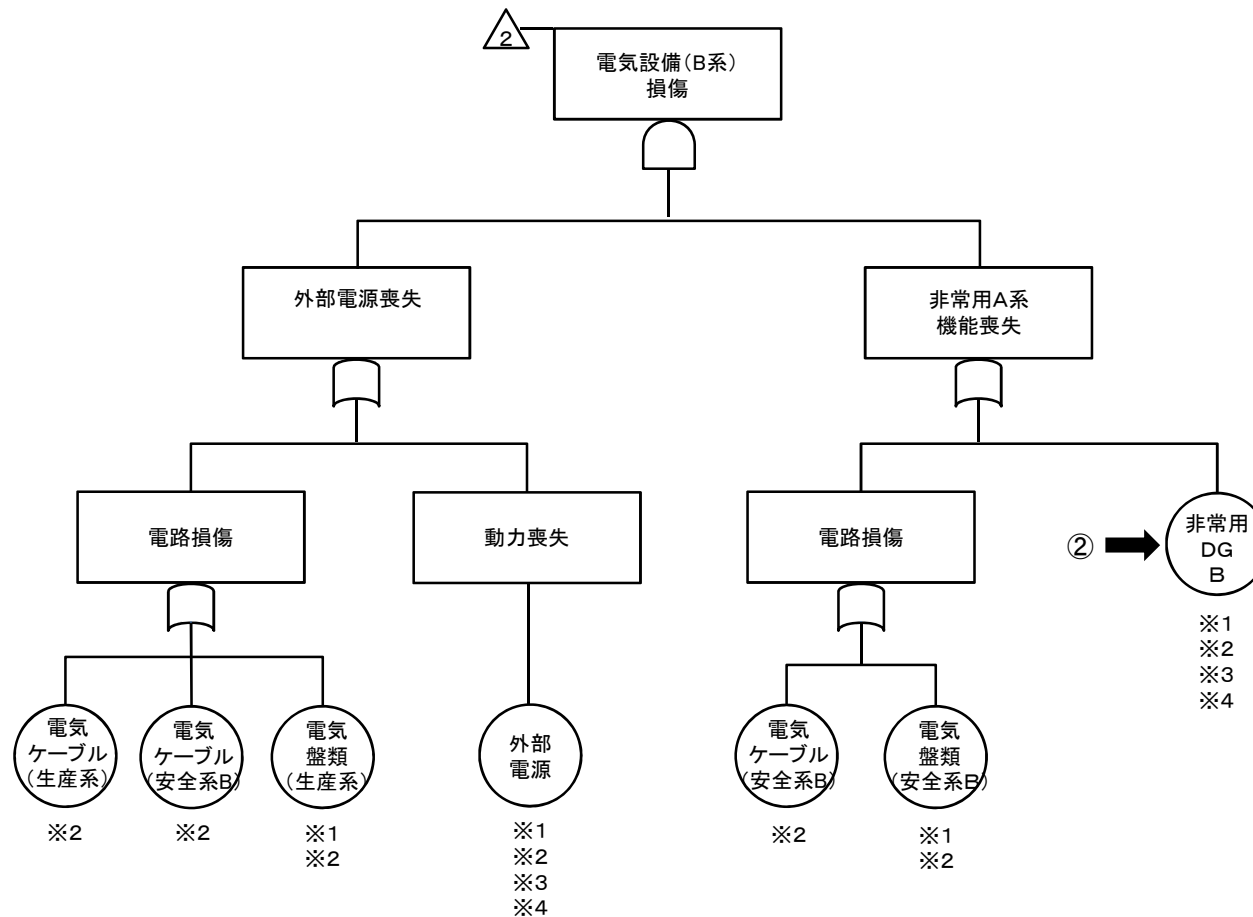 2
電気設備(B系)
損傷
外部電源喪失
非常用A系
機能喪失
電路損傷
動力喪失
電路損傷
②
非常用
DG
B
※1
※2
※3
※4
電気
ケーブル
(生産系)
※2
電気
ケーブル
(安全系B)
※2
電気
盤類
(生産系)
※1
※2
外部
電源
※1
※2
※3
※4
電気
ケーブル
(安全系B)
※2
電気
盤類
(安全系B)
※1
※2